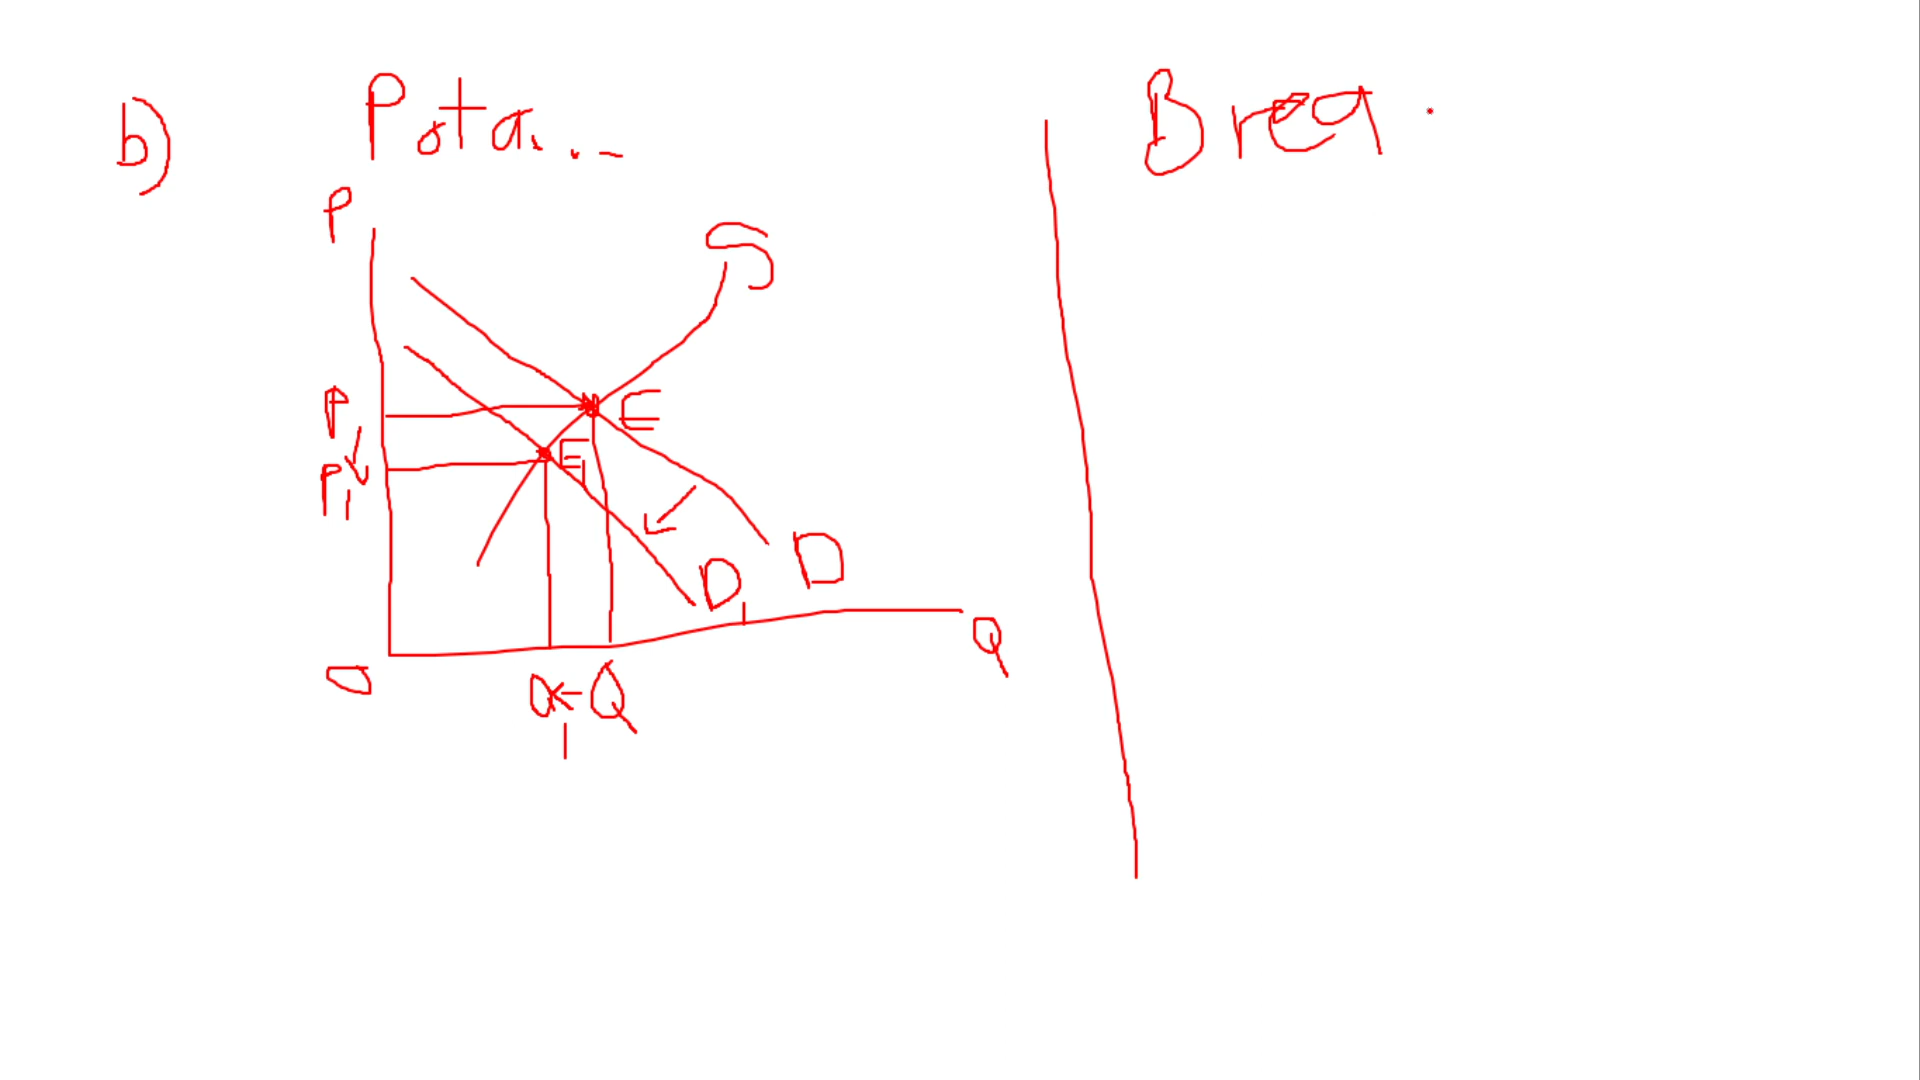 b) Pota... Brea
P
S
P E
P1 E1
D1 D
O Q1 Q Q